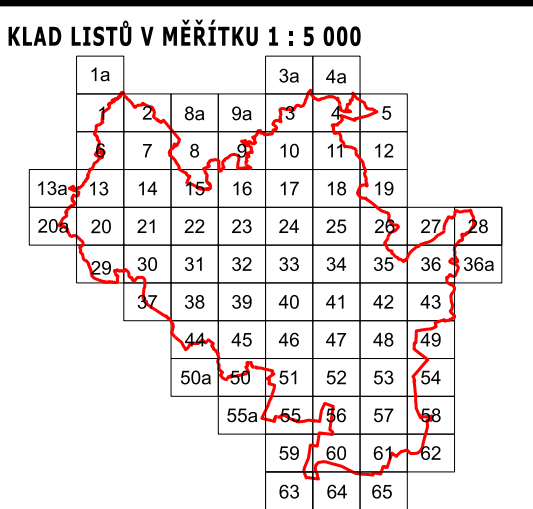 KLAD LISTŮ V MĚŘÍTKU 1 : 5 000
1a 3a 4a
1 2 8a 9a 3 4 5
6 7 8 9 10 11 12
13a 13 14 15 16 17 18 19
20a 20 21 22 23 24 25 26 27 28
29 30 31 32 33 34 35 36 36a
37 38 39 40 41 42 43
44 45 46 47 48 49
50a 50 51 52 53 54
55a 55 56 57 58
59 60 61 62
63 64 65